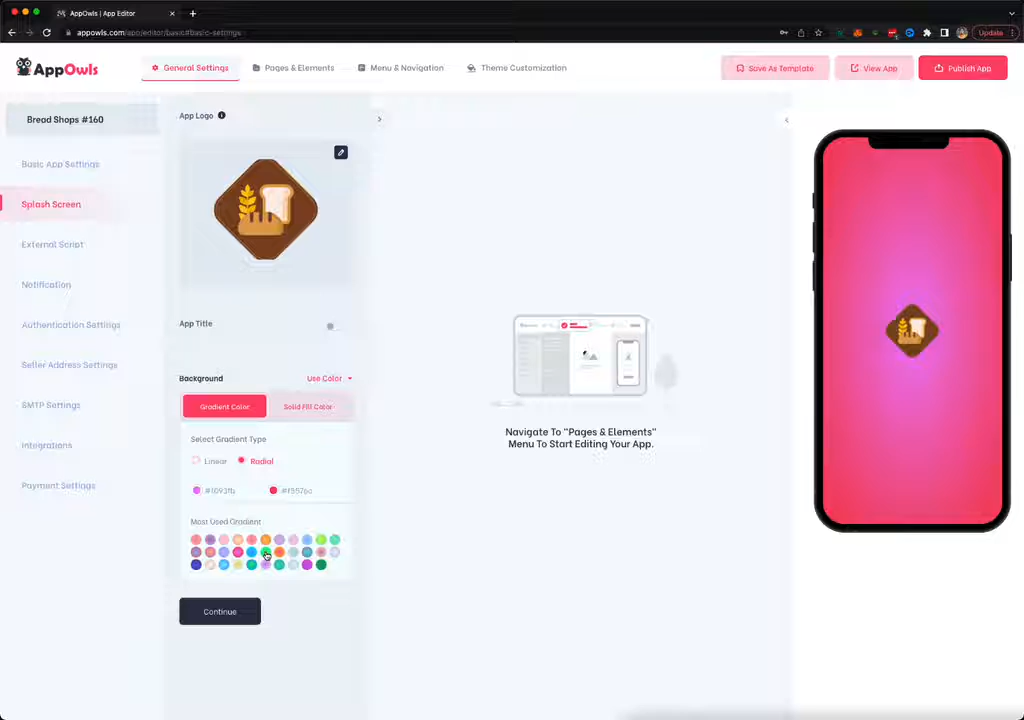 AppOwls | App Editor
appowls.com/app/editor/basic#basic-settings
Update
AppOwls
General Settings
Pages & Elements
Menu & Navigation
Theme Customization
Save As Template
View App
Publish App
Bread Shops #160
Basic App Settings
Splash Screen
External Script
Notification
Authentication Settings
Seller Address Settings
SMTP Settings
Integrations
Payment Settings
App Logo
App Title
Background
Use Color
Gradient Color
Solid Fill Color
Select Gradient Type
Linear
Radial
#f093fb
#f5576c
Most Used Gradient
Continue
Navigate To "Pages & Elements"
Menu To Start Editing Your App.